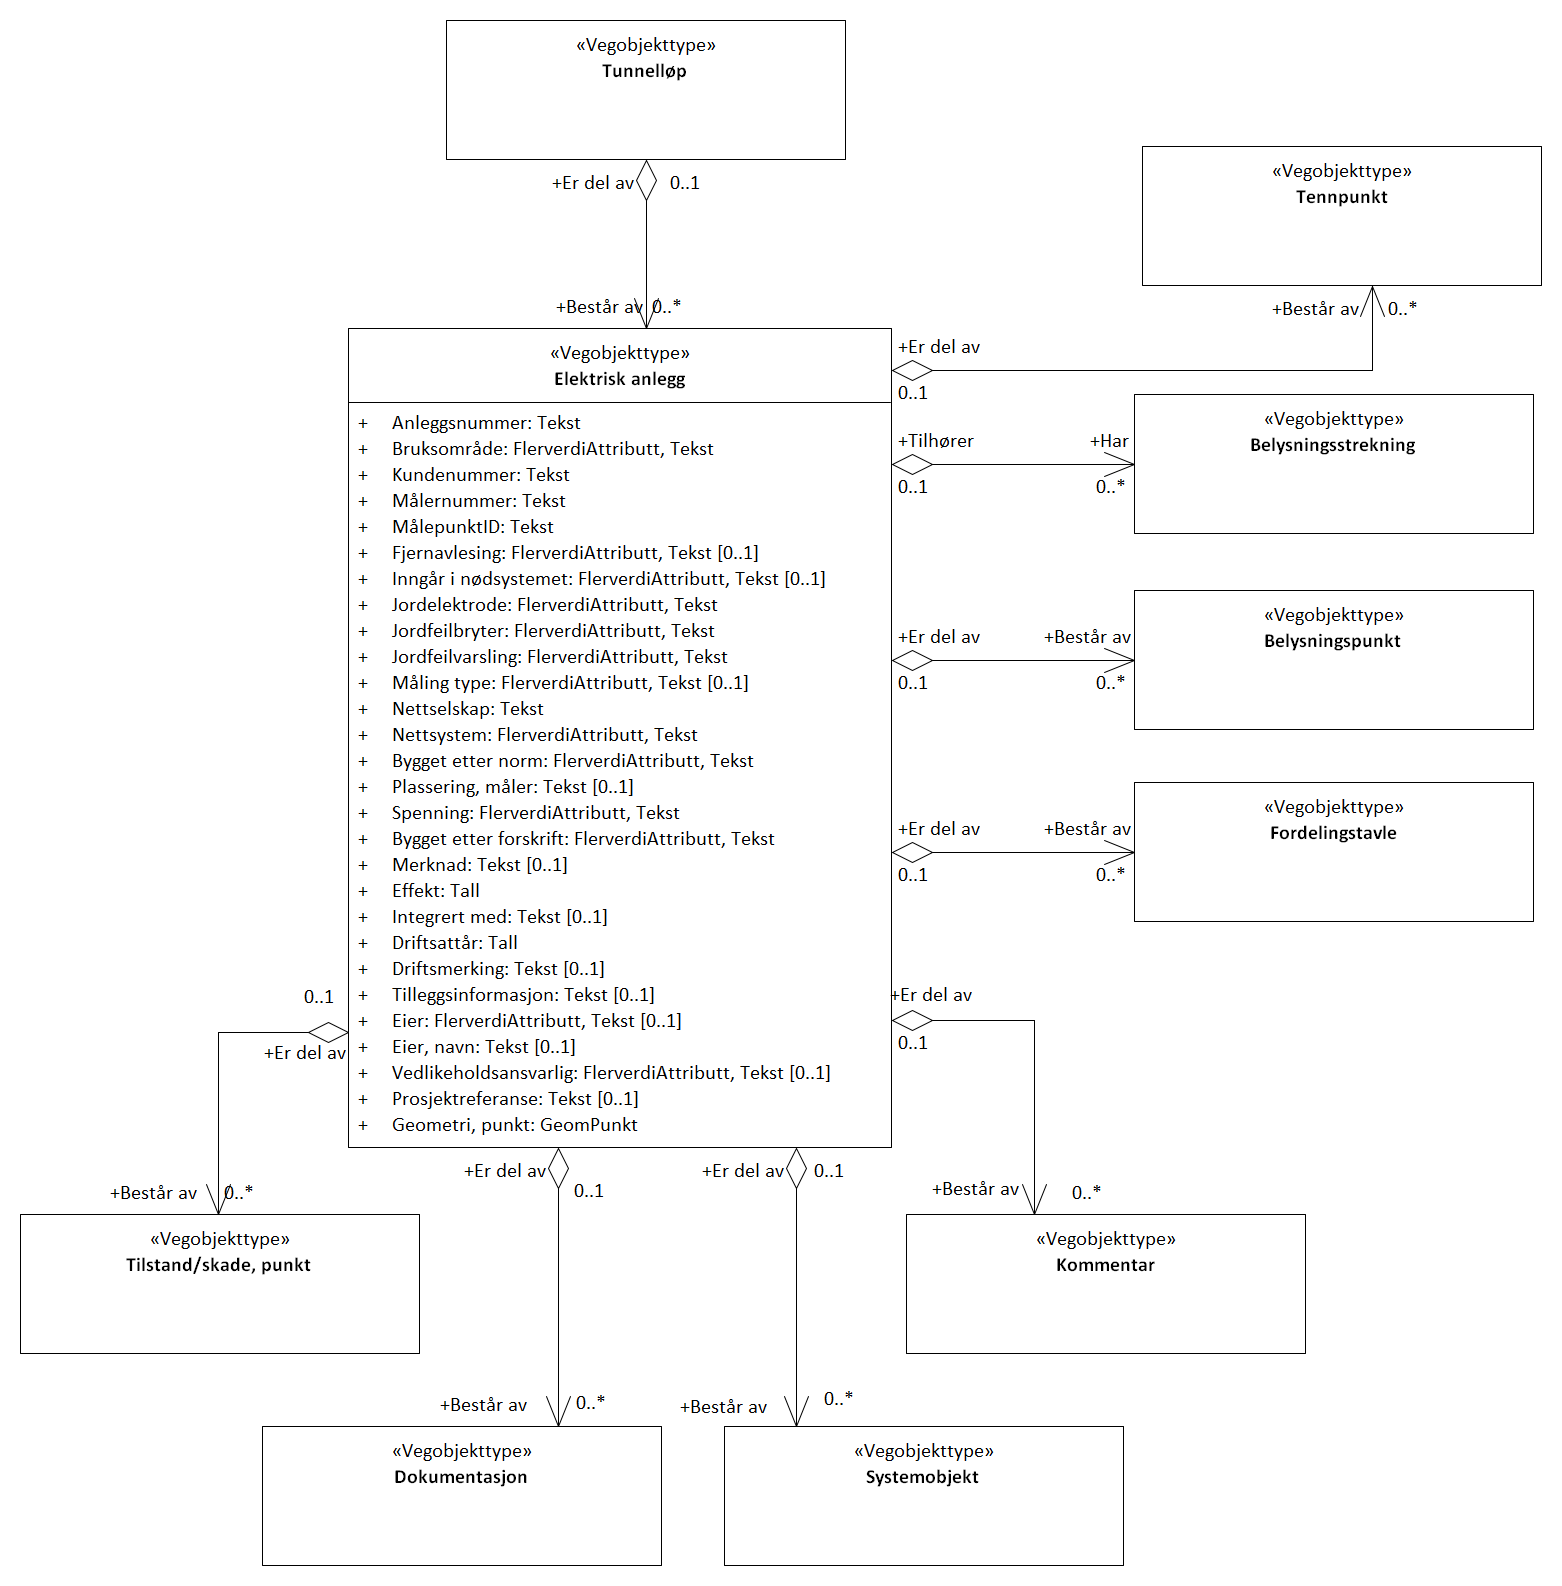 «Vegobjekttype»
Tunnelløp
+Er del av
0..1
+Består av
0..*
«Vegobjekttype»
Tennpunkt
+Består av
0..*
«Vegobjekttype»
Elektrisk anlegg
+ Anleggsnummer: Tekst
+ Bruksområde: FlerverdiAttributt, Tekst
+ Kundenummer: Tekst
+ Målernummer: Tekst
+ MålepunktID: Tekst
+ Fjernavlesing: FlerverdiAttributt, Tekst [0..1]
+ Inngår i nødsystemet: FlerverdiAttributt, Tekst [0..1]
+ Jordelektrode: FlerverdiAttributt, Tekst
+ Jordfeilbryter: FlerverdiAttributt, Tekst
+ Jordfeilvarsling: FlerverdiAttributt, Tekst
+ Måling type: FlerverdiAttributt, Tekst [0..1]
+ Nettselskap: Tekst
+ Nettsystem: FlerverdiAttributt, Tekst
+ Bygget etter norm: FlerverdiAttributt, Tekst
+ Plassering, måler: Tekst [0..1]
+ Spenning: FlerverdiAttributt, Tekst
+ Bygget etter forskrift: FlerverdiAttributt, Tekst
+ Merknad: Tekst [0..1]
+ Effekt: Tall
+ Integrert med: Tekst [0..1]
+ Driftsattår: Tall
+ Driftsmerking: Tekst [0..1]
+ Tilleggsinformasjon: Tekst [0..1]
+ Eier: FlerverdiAttributt, Tekst [0..1]
+ Eier, navn: Tekst [0..1]
+ Vedlikeholdsansvarlig: FlerverdiAttributt, Tekst [0..1]
+ Prosjektreferanse: Tekst [0..1]
+ Geometri, punkt: GeomPunkt
+Er del av
0..1
+Tilhører
0..1
+Har
0..*
«Vegobjekttype»
Belysningsstrekning
+Er del av
0..1
+Består av
0..*
«Vegobjekttype»
Belysningspunkt
+Er del av
0..1
+Består av
0..*
«Vegobjekttype»
Fordelingstavle
+Er del av
0..1
+Består av
0..*
«Vegobjekttype»
Kommentar
0..1
+Er del av
+Består av
0..*
«Vegobjekttype»
Tilstand/skade, punkt
+Er del av
0..1
+Består av
0..*
«Vegobjekttype»
Dokumentasjon
+Er del av
0..1
+Består av
0..*
«Vegobjekttype»
Systemobjekt